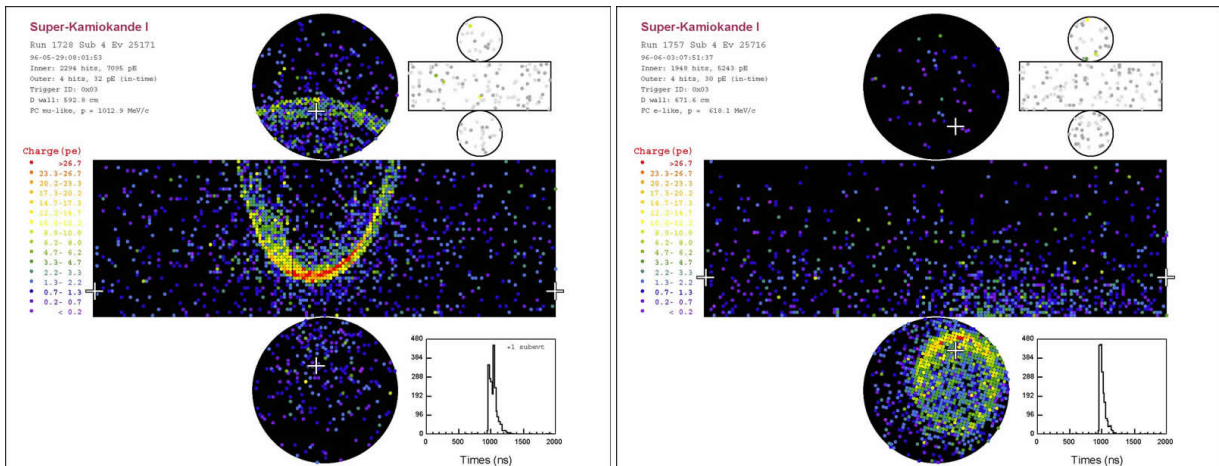 Super-Kamiokande I
Run 1728 Sub 4 Ev 25171
96-05-29:08:01:53
Inner: 2294 hits, 7095 pE
Outer: 4 hits, 32 pE (in-time)
Trigger ID: 0x03
D wall: 592.8 cm
FC mu-like, p = 1012.9 MeV/c
Charge(pe)
>26.7
23.3-26.7
20.2-23.3
17.3-20.2
14.7-17.3
12.2-14.7
10.0-12.2
8.0-10.0
6.2- 8.0
4.7- 6.2
3.3- 4.7
2.2- 3.3
1.3- 2.2
0.7- 1.3
0.2- 0.7
< 0.2
+1 subevt
480
384
288
192
96
0
0 500 1000 1500 2000
Times (ns)
Super-Kamiokande I
Run 1757 Sub 4 Ev 25716
96-06-03:07:51:37
Inner: 1948 hits, 5243 pE
Outer: 4 hits, 30 pE (in-time)
Trigger ID: 0x03
D wall: 671.6 cm
FC e-like, p = 618.1 MeV/c
Charge(pe)
>26.7
23.3-26.7
20.2-23.3
17.3-20.2
14.7-17.3
12.2-14.7
10.0-12.2
8.0-10.0
6.2- 8.0
4.7- 6.2
3.3- 4.7
2.2- 3.3
1.3- 2.2
0.7- 1.3
0.2- 0.7
< 0.2
480
384
288
192
96
0
0 500 1000 1500 2000
Times (ns)